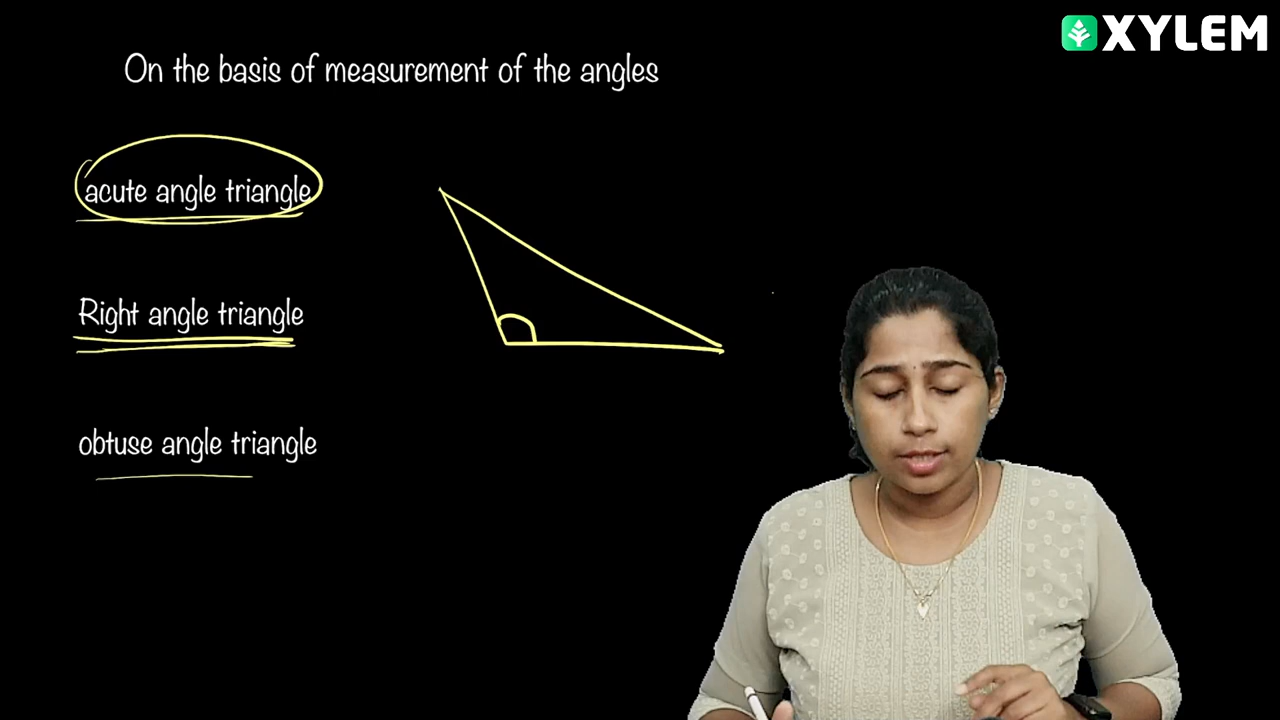 XYLEM
On the basis of measurement of the angles
acute angle triangle
Right angle triangle
obtuse angle triangle